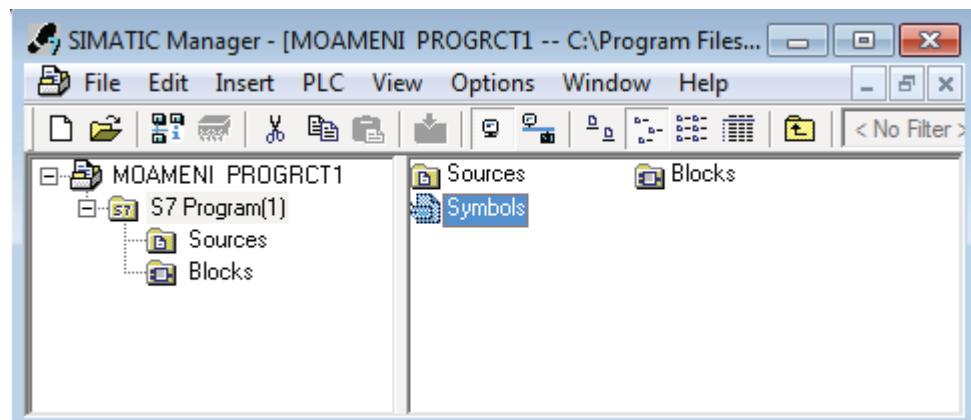 SIMATIC Manager - [MOAMENI PROGRCT1 -- C:\Program Files...
File Edit Insert PLC View Options Window Help
< No Filter >
MOAMENI PROGRCT1
S7 Program(1)
Sources
Blocks
Sources Blocks
Symbols